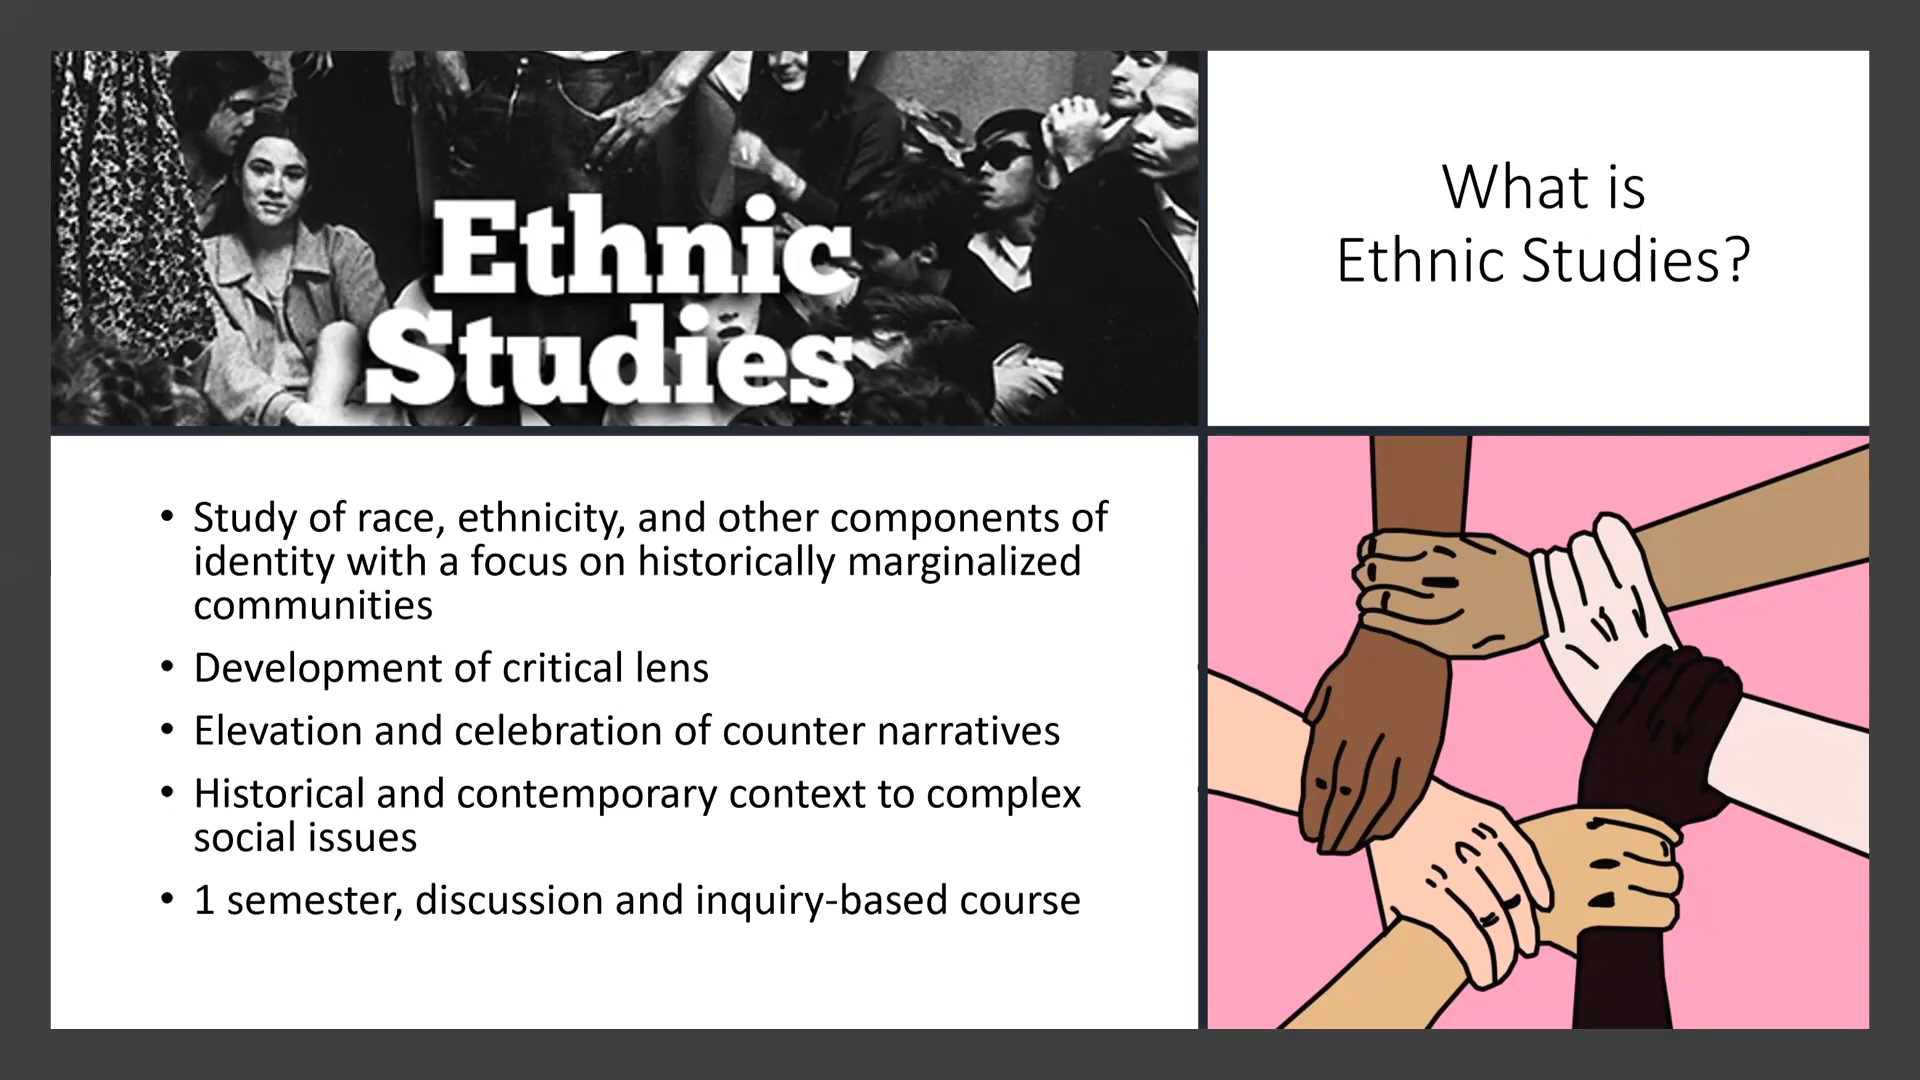 Ethnic
Studies
What is
Ethnic Studies?
• Study of race, ethnicity, and other components of
identity with a focus on historically marginalized
communities
• Development of critical lens
• Elevation and celebration of counter narratives
• Historical and contemporary context to complex
social issues
• 1 semester, discussion and inquiry-based course